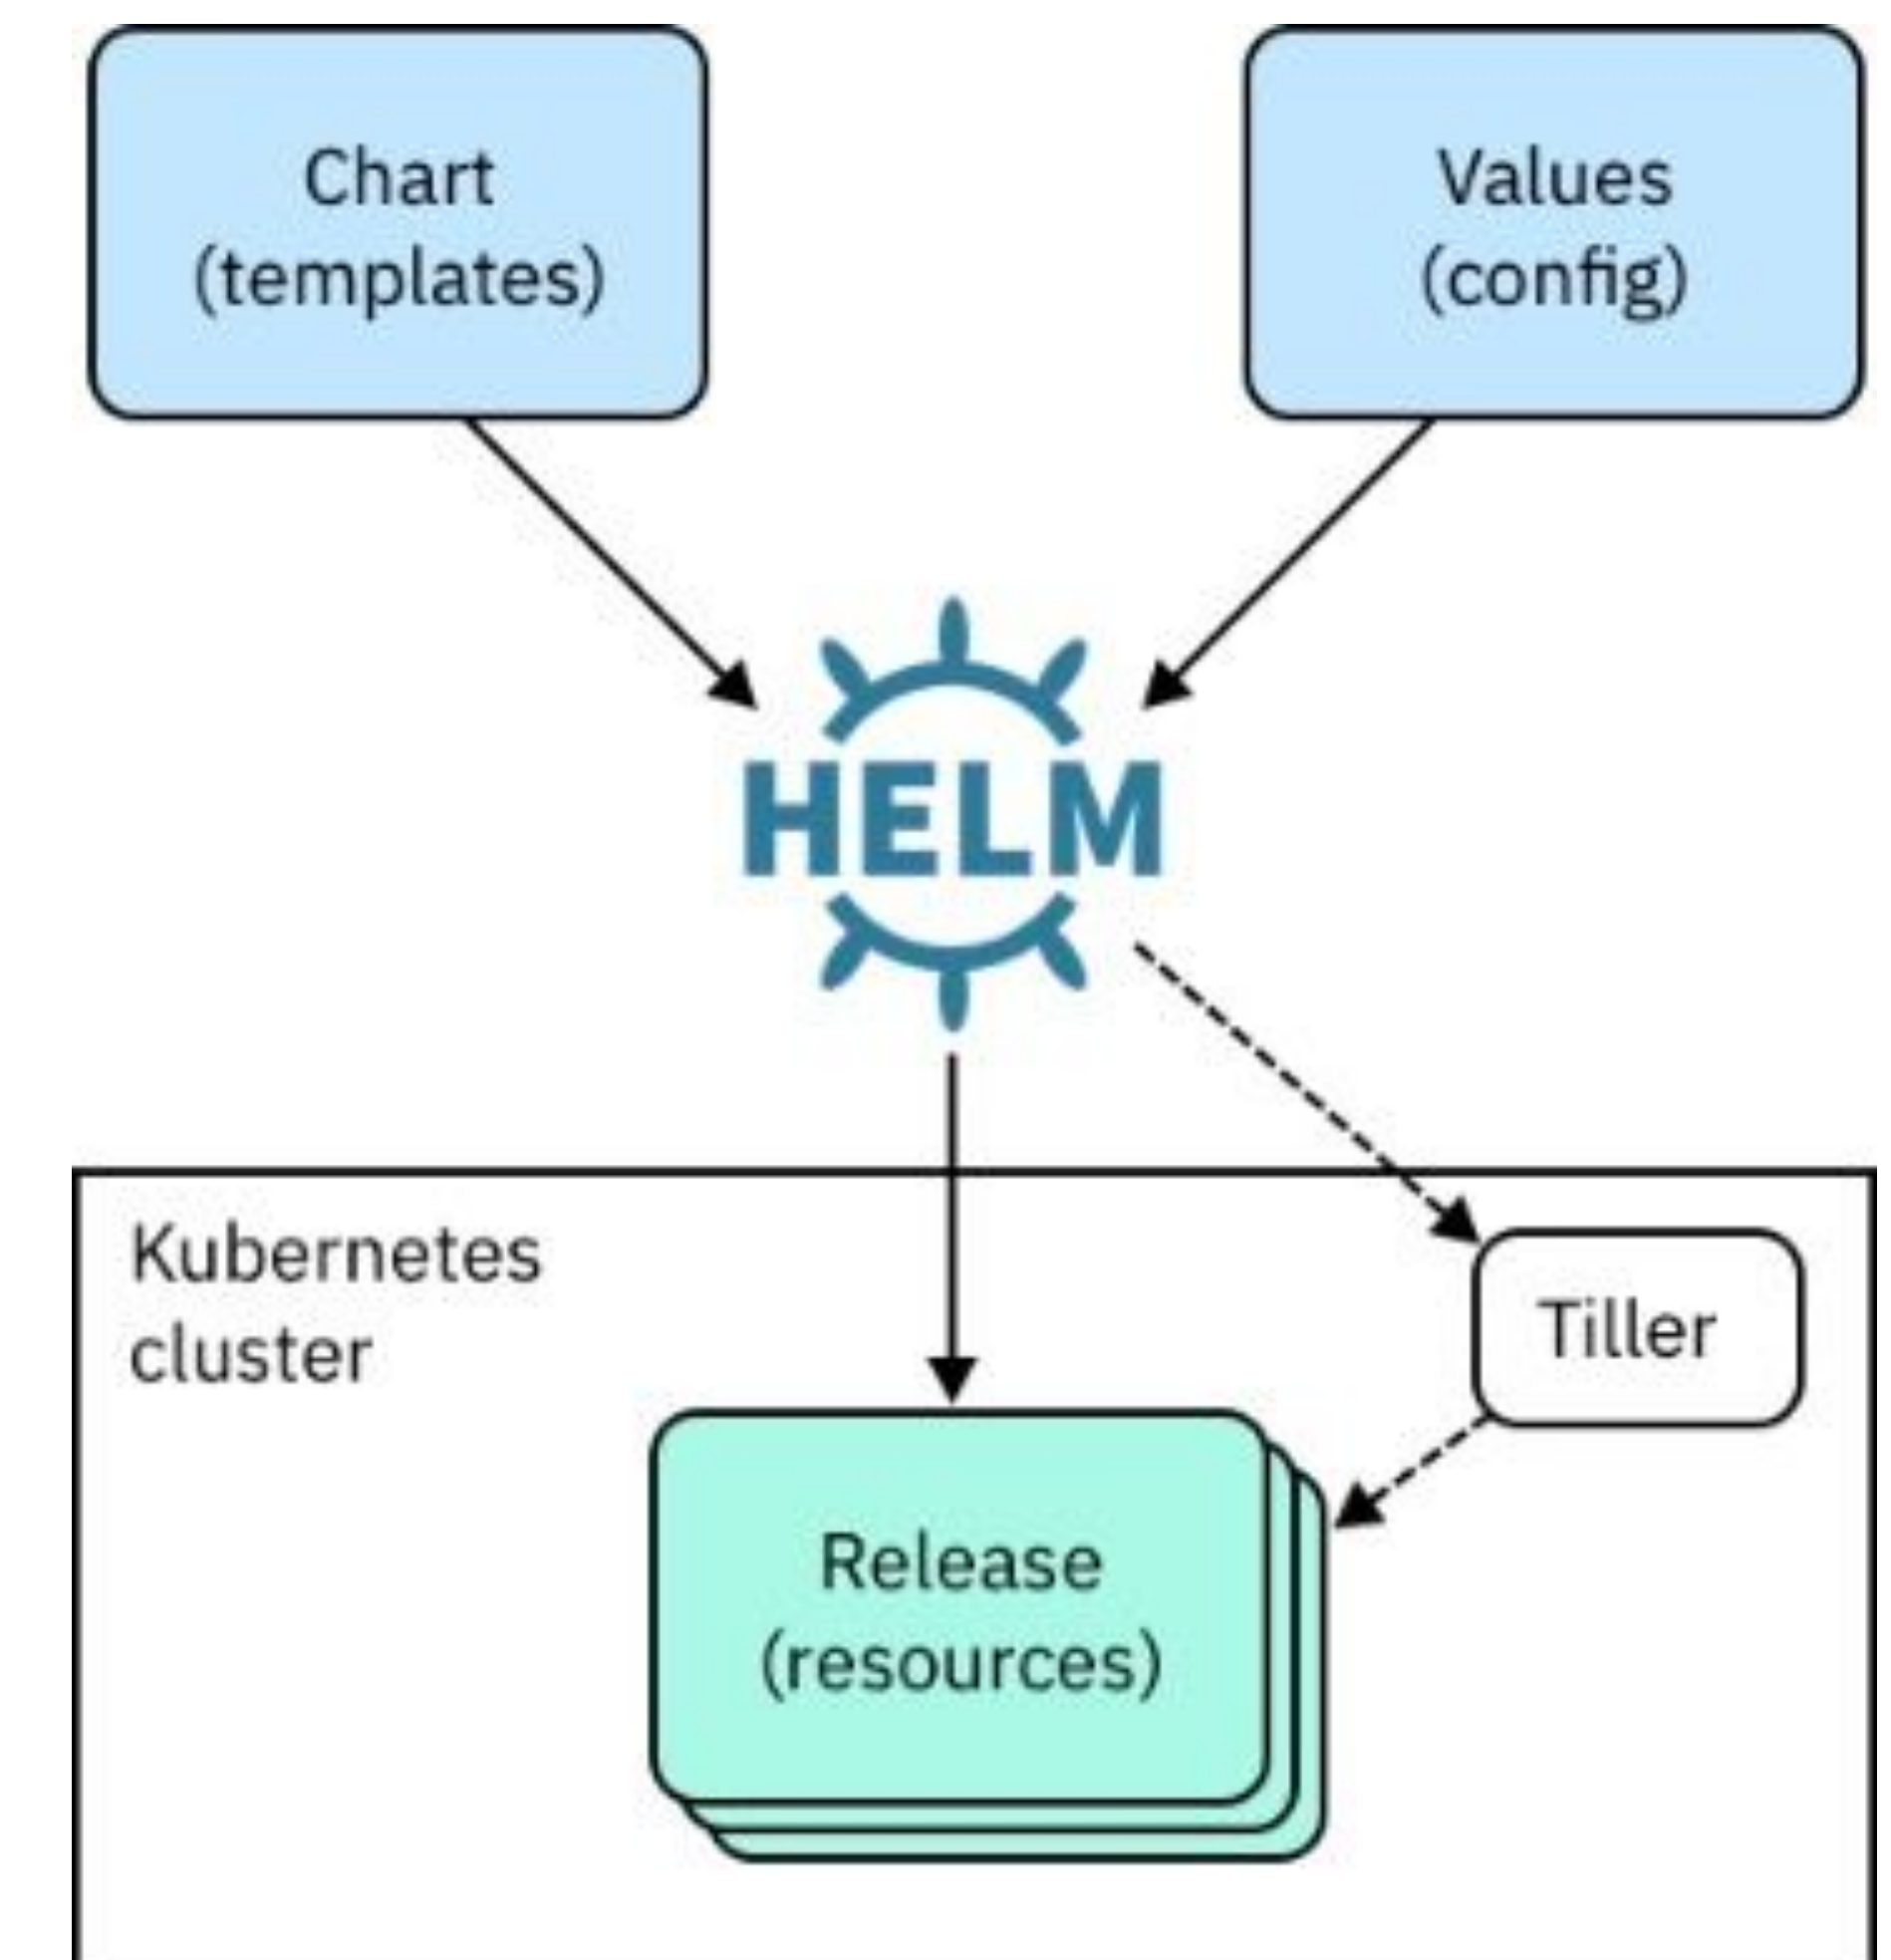 Chart
(templates)
Values
(config)
HELM
Kubernetes
cluster
Tiller
Release
(resources)